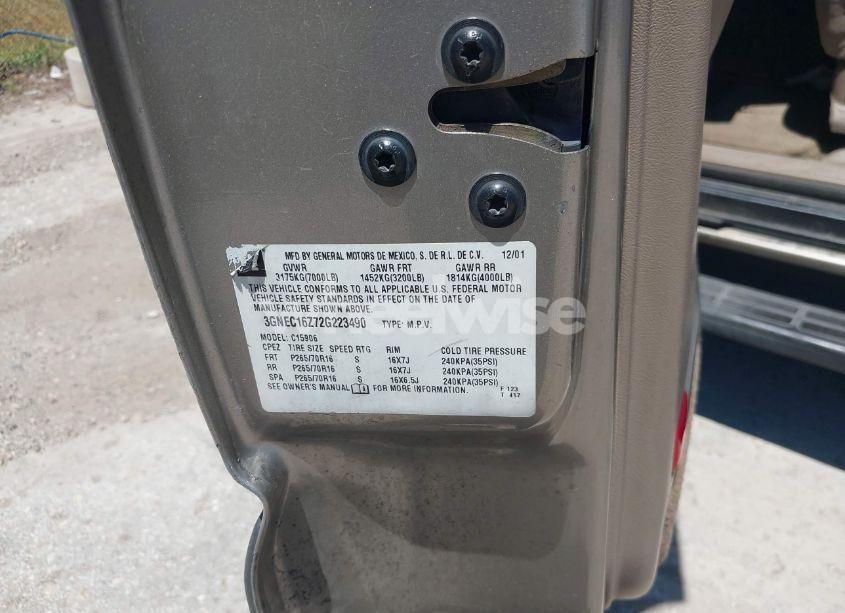 MFD BY GENERAL MOTORS DE MEXICO, S. DE R.L. DE C.V. 12/01
GVWR GAWR FRT GAWR RR
3175KG(7000LB) 1452KG(3200LB) 1814KG(4000LB)
THIS VEHICLE CONFORMS TO ALL APPLICABLE U.S. FEDERAL MOTOR
VEHICLE SAFETY STANDARDS IN EFFECT ON THE DATE OF
MANUFACTURE SHOWN ABOVE.
3GNEC16Z72G223490 TYPE: M.P.V.
MODEL: C15906
CPEZ TIRE SIZE SPEED RTG RIM COLD TIRE PRESSURE
FRT P265/70R16 S 16X7J 240KPA(35PSI)
RR P265/70R16 S 16X7J 240KPA(35PSI)
SPA P265/70R16 S 16X6.5J 240KPA(35PSI)
SEE OWNER'S MANUAL FOR MORE INFORMATION. F 123
T 417